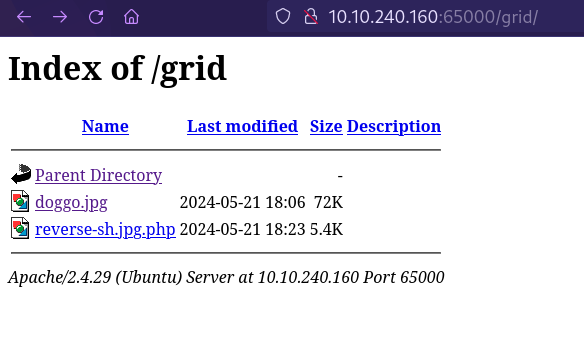 10.10.240.160:65000/grid/
Index of /grid
Name Last modified Size Description
Parent Directory -
doggo.jpg 2024-05-21 18:06 72K
reverse-sh.jpg.php 2024-05-21 18:23 5.4K
Apache/2.4.29 (Ubuntu) Server at 10.10.240.160 Port 65000